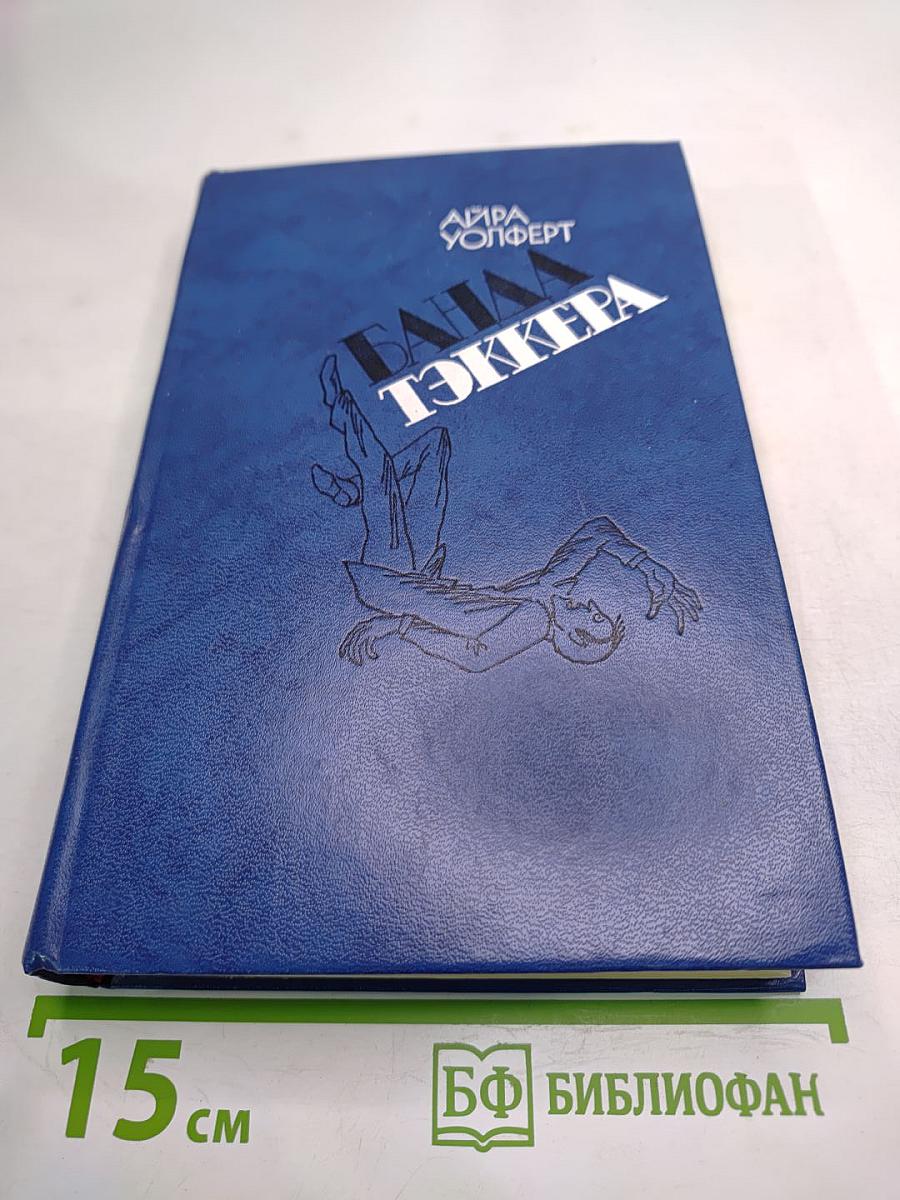 АЙРА
УОЛФЕРТ
БАНДА
ТЭККЕРА
15 см
БФ БИБЛИОФАН